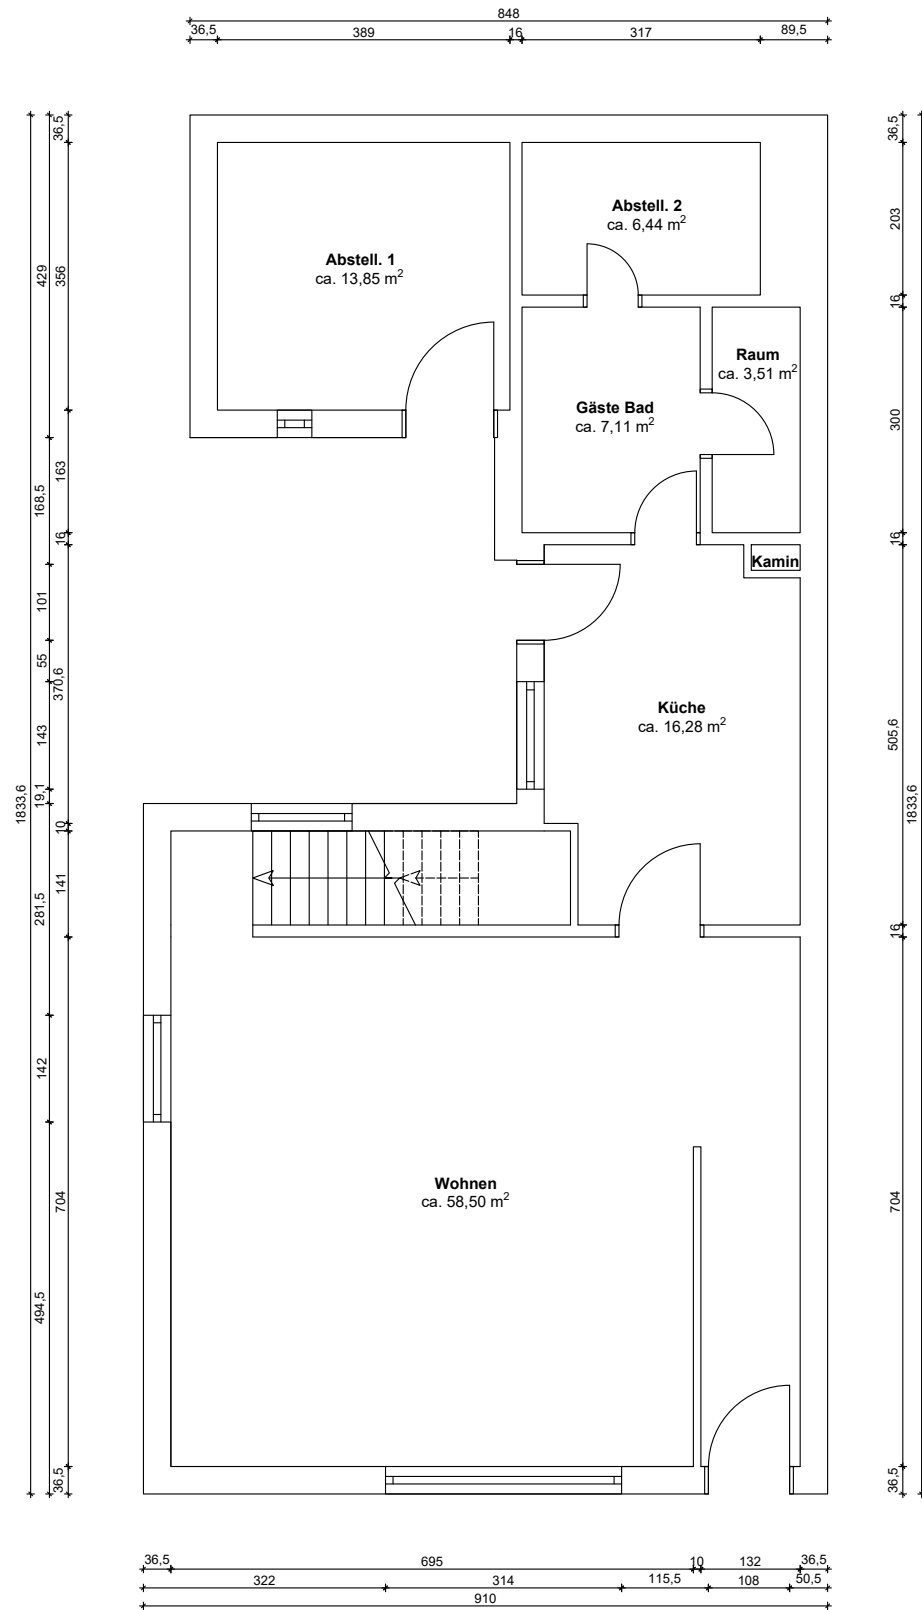 848
36,5 389 16 317 89,5
36,5
429
356
168,5
163
16
101
55
370,6
143
19,1
10
141
281,5
142
704
494,5
36,5
1833,6
Abstell. 1
ca. 13,85 m²
Abstell. 2
ca. 6,44 m²
Raum
ca. 3,51 m²
Gäste Bad
ca. 7,11 m²
Kamin
Küche
ca. 16,28 m²
Wohnen
ca. 58,50 m²
36,5
203
16
300
16
505,6
1833,6
16
704
36,5
36,5 695 10 132 36,5
322 314 115,5 108 50,5
910